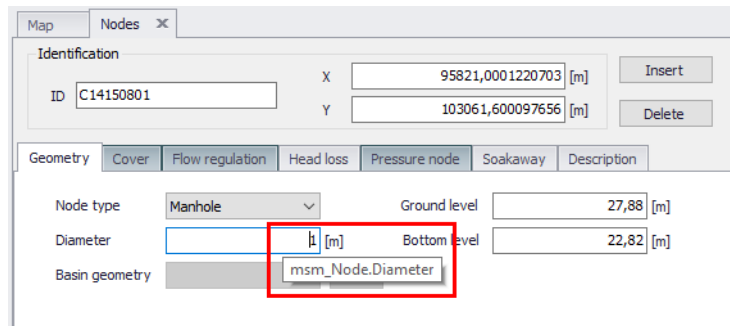 Map Nodes ✕
Identification
ID C14150801
X 95821,0001220703 [m] Insert
Y 103061,600097656 [m] Delete
Geometry Cover Flow regulation Head loss Pressure node Soakaway Description
Node type Manhole Ground level 27,88 [m]
Diameter 1 [m] Bottom level 22,82 [m]
msm_Node.Diameter
Basin geometry